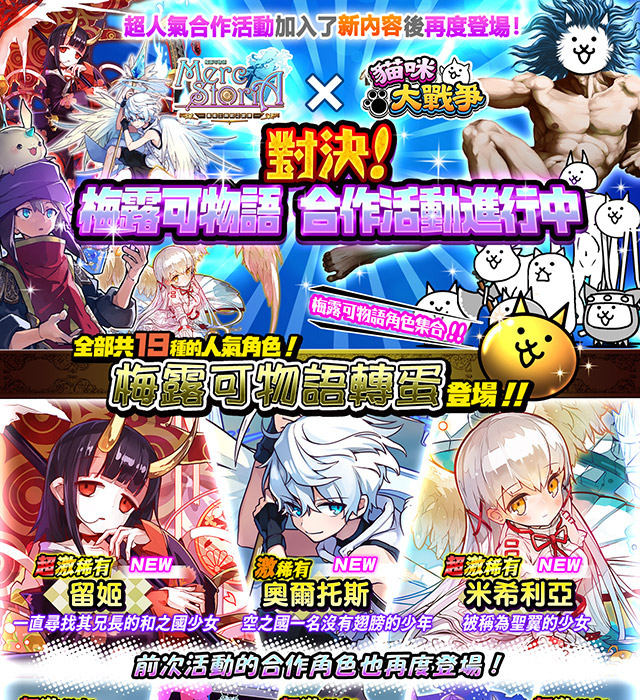 超人氣合作活動加入了新內容後再度登場！
Merc StoriA
×
貓咪大戰爭
對決！
梅露可物語 合作活動進行中
梅露可物語角色集合！！
全部共19種的人氣角色！
梅露可物語轉蛋登場！！
超激稀有 NEW
留姬
一直尋找其兄長的和之國少女
激稀有 NEW
奧爾托斯
空之國一名沒有翅膀的少年
超激稀有 NEW
米希利亞
被稱為聖翼的少女
前次活動的合作角色也再度登場！